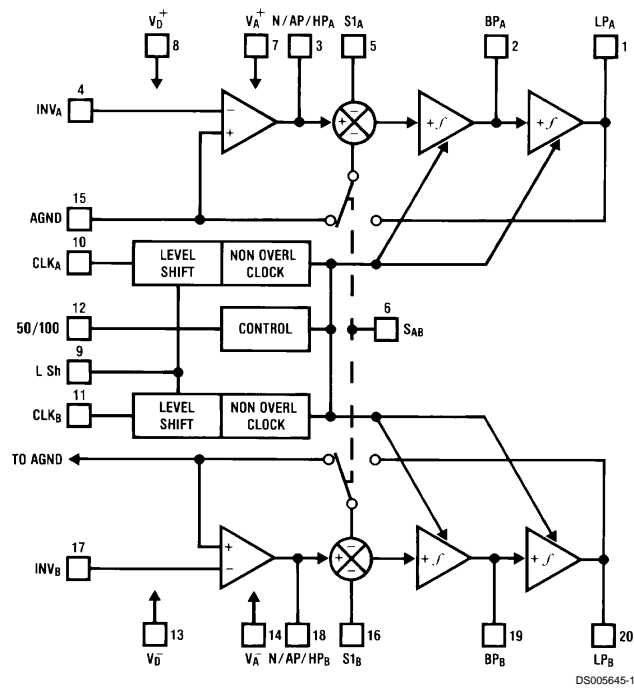 V_D^+ V_A^+ N/AP/HP_A S1_A BP_A LP_A
8 7 3 5 2 1
4
INV_A − + + − − + ∫ + ∫
15
AGND
10
CLK_A LEVEL SHIFT NON OVERL CLOCK
12 6
50/100 CONTROL S_AB
9
L Sh
11
CLK_B LEVEL SHIFT NON OVERL CLOCK
TO AGND
17
INV_B + − + − − + ∫ + ∫
13 14 18 16 19 20
V_D^− V_A^− N/AP/HP_B S1_B BP_B LP_B
DS005645-1